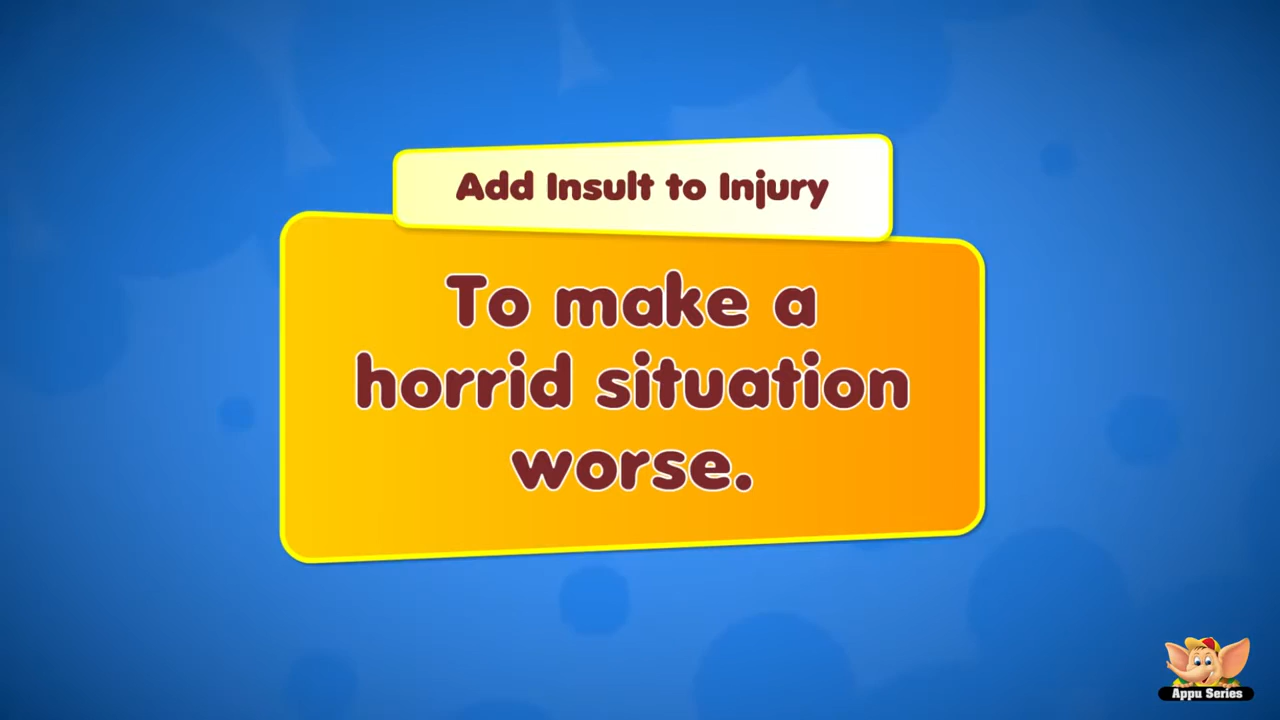 Add Insult to Injury
To make a
horrid situation
worse.
Appu Series